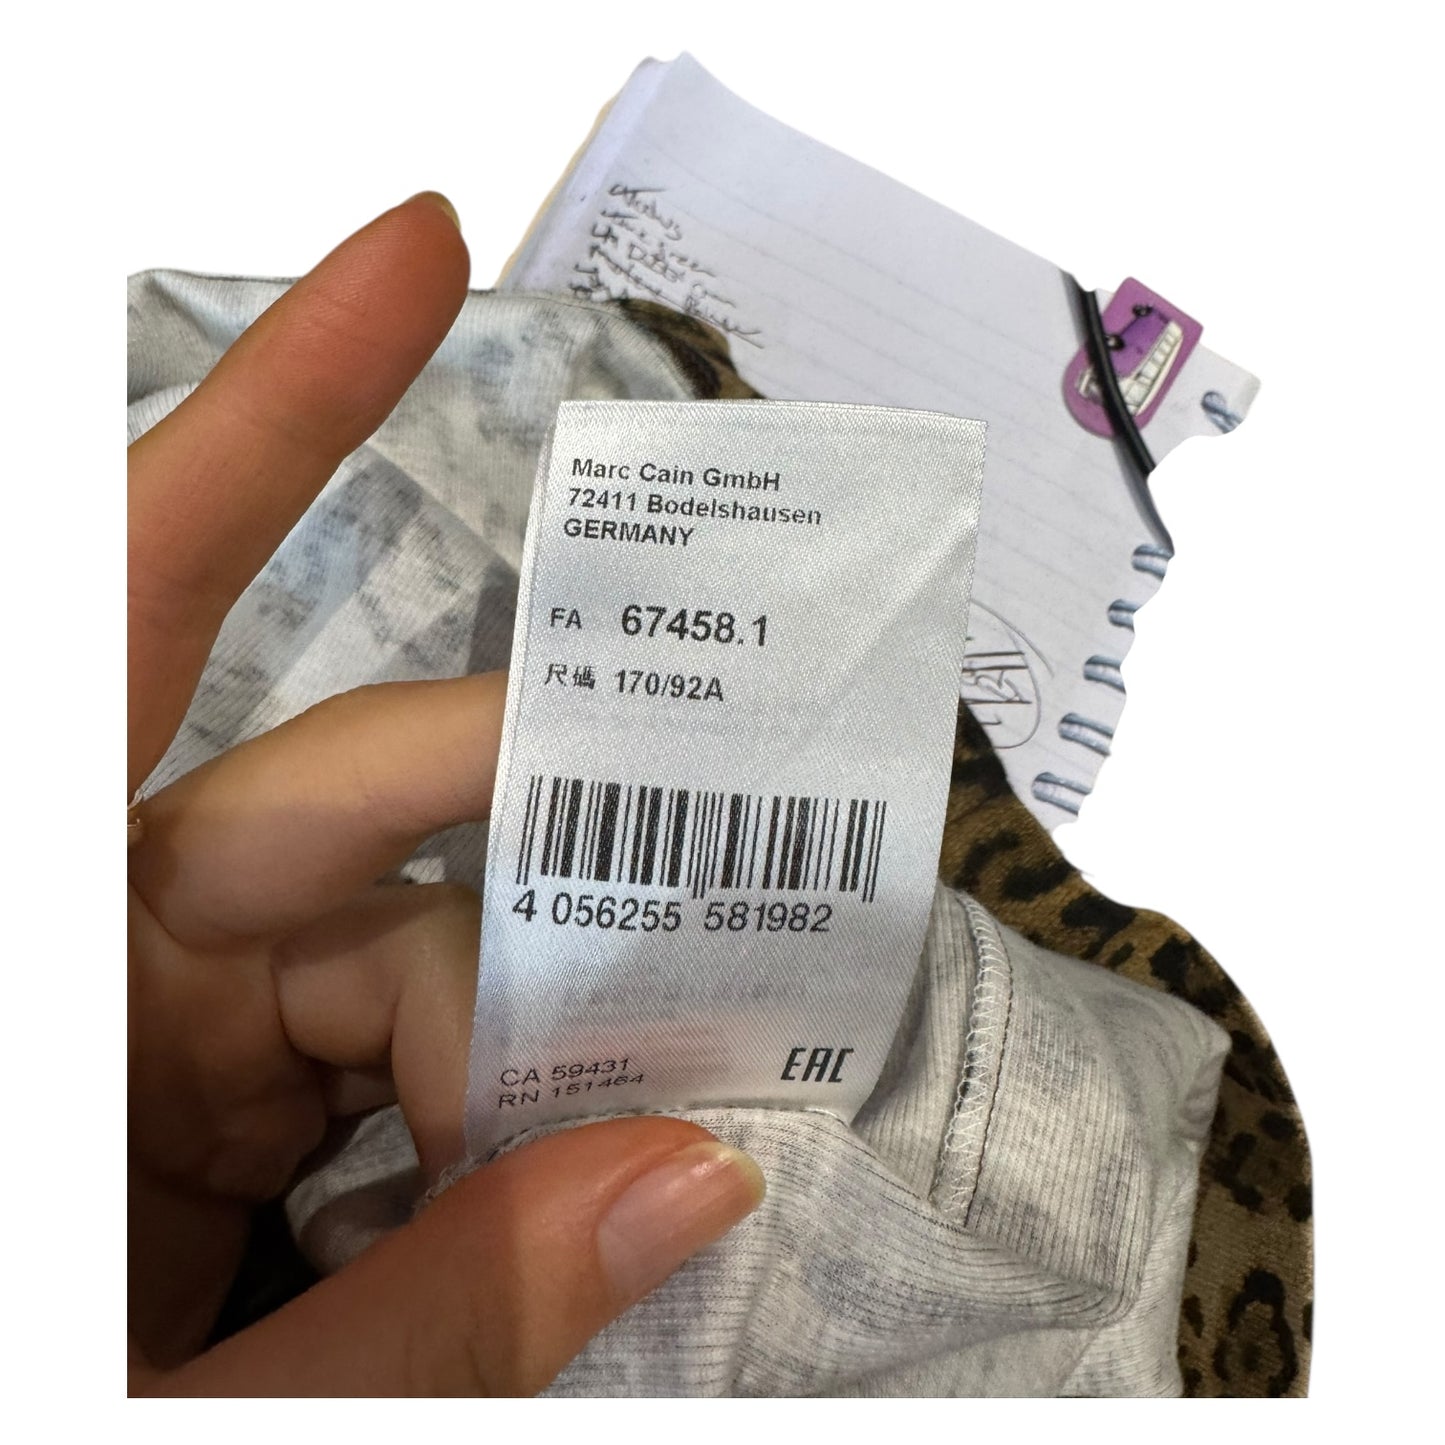 Marc Cain GmbH
72411 Bodelshausen
GERMANY
FA 67458.1
尺碼 170/92A
4 056255 581982
CA 59431
RN 151464
EAC